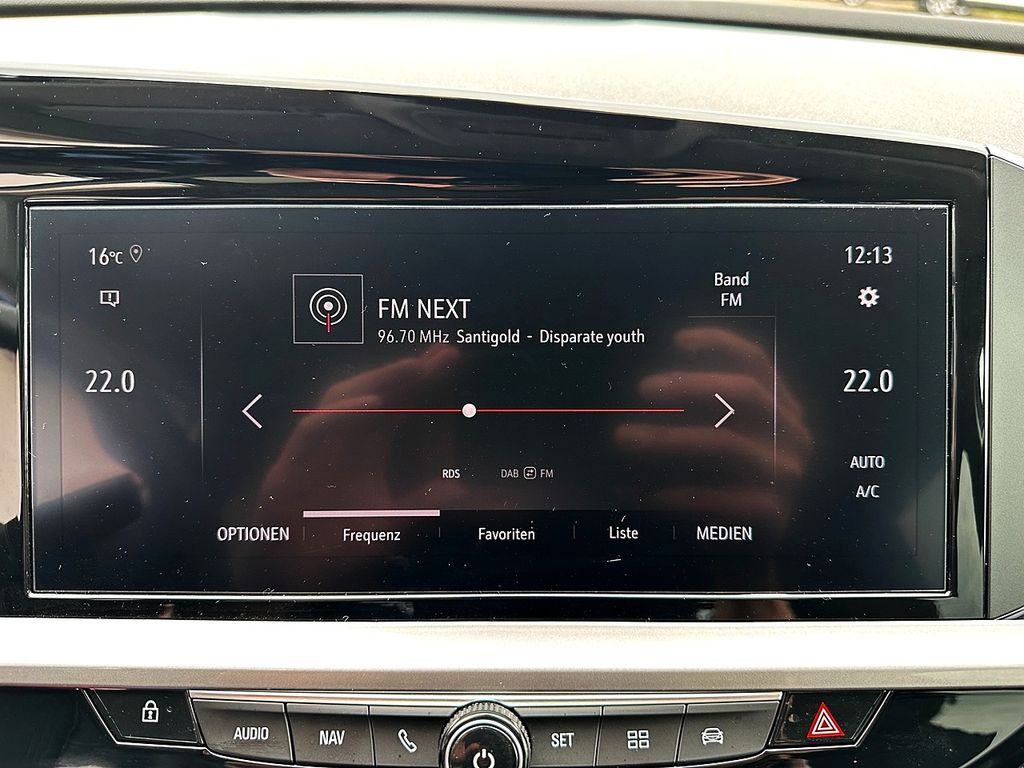 16°C
12:13
Band
FM
FM NEXT
96.70 MHz Santigold - Disparate youth
22.0
22.0
RDS
DAB FM
AUTO
A/C
OPTIONEN
Frequenz
Favoriten
Liste
MEDIEN
AUDIO
NAV
SET